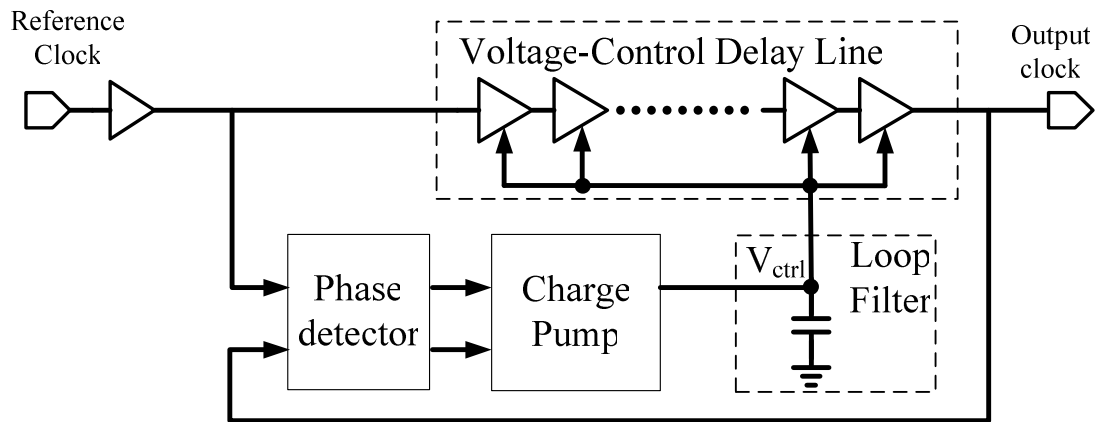 Reference
Clock
Voltage-Control Delay Line
Output
clock
Phase
detector
Charge
Pump
Vctrl
Loop
Filter